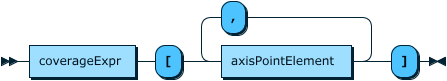 ,
coverageExpr [ axisPointElement ]